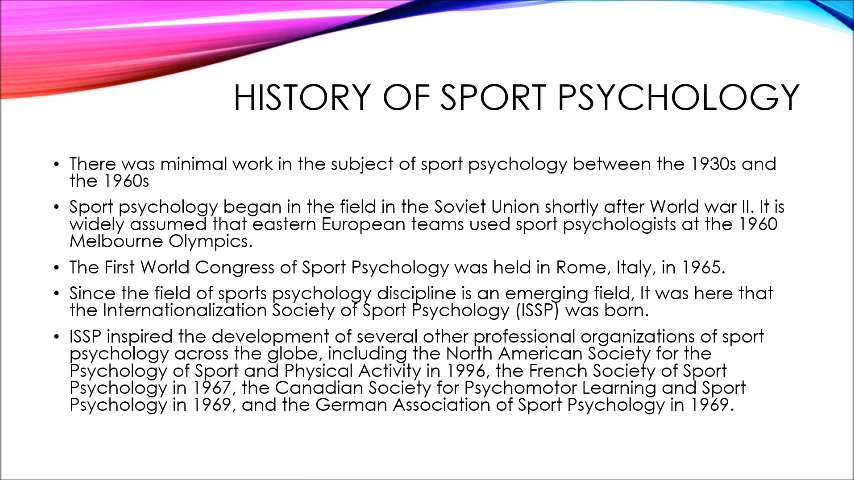 HISTORY OF SPORT PSYCHOLOGY
• There was minimal work in the subject of sport psychology between the 1930s and
the 1960s
• Sport psychology began in the field in the Soviet Union shortly after World war II. It is
widely assumed that eastern European teams used sport psychologists at the 1960
Melbourne Olympics.
• The First World Congress of Sport Psychology was held in Rome, Italy, in 1965.
• Since the field of sports psychology discipline is an emerging field, It was here that
the Internationalization Society of Sport Psychology (ISSP) was born.
• ISSP inspired the development of several other professional organizations of sport
psychology across the globe, including the North American Society for the
Psychology of Sport and Physical Activity in 1996, the French Society of Sport
Psychology in 1967, the Canadian Society for Psychomotor Learning and Sport
Psychology in 1969, and the German Association of Sport Psychology in 1969.